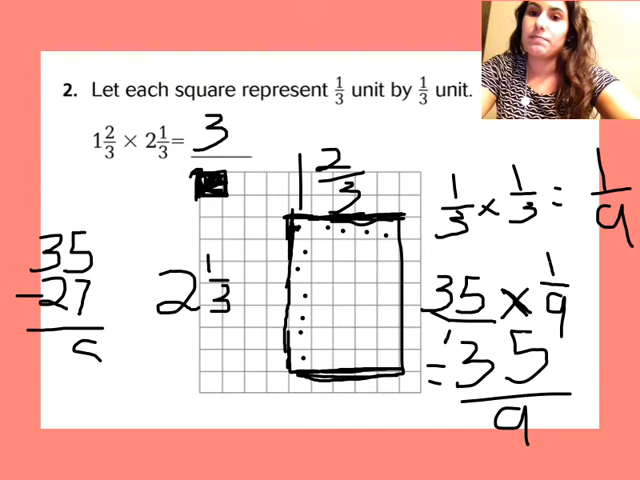 2. Let each square represent 1/3 unit by 1/3 unit.
1 2/3 × 2 1/3 = 3
1 2/3
1/3 × 1/3 = 1/9
2 1/3
35
-27
35/1 × 1/9
= 35/9